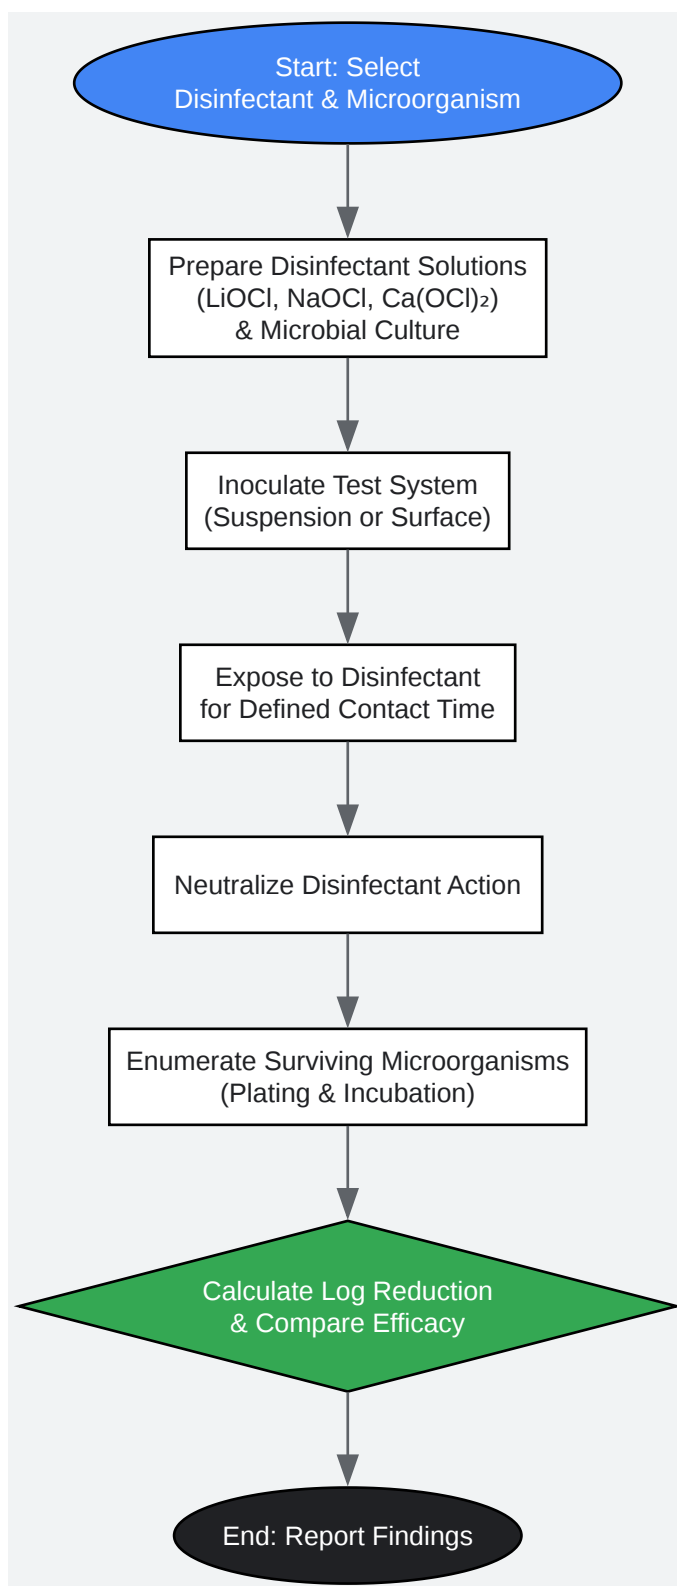 Start: Select
Disinfectant & Microorganism
Prepare Disinfectant Solutions
(LiOCl, NaOCl, Ca(OCl)₂)
& Microbial Culture
Inoculate Test System
(Suspension or Surface)
Expose to Disinfectant
for Defined Contact Time
Neutralize Disinfectant Action
Enumerate Surviving Microorganisms
(Plating & Incubation)
Calculate Log Reduction
& Compare Efficacy
End: Report Findings